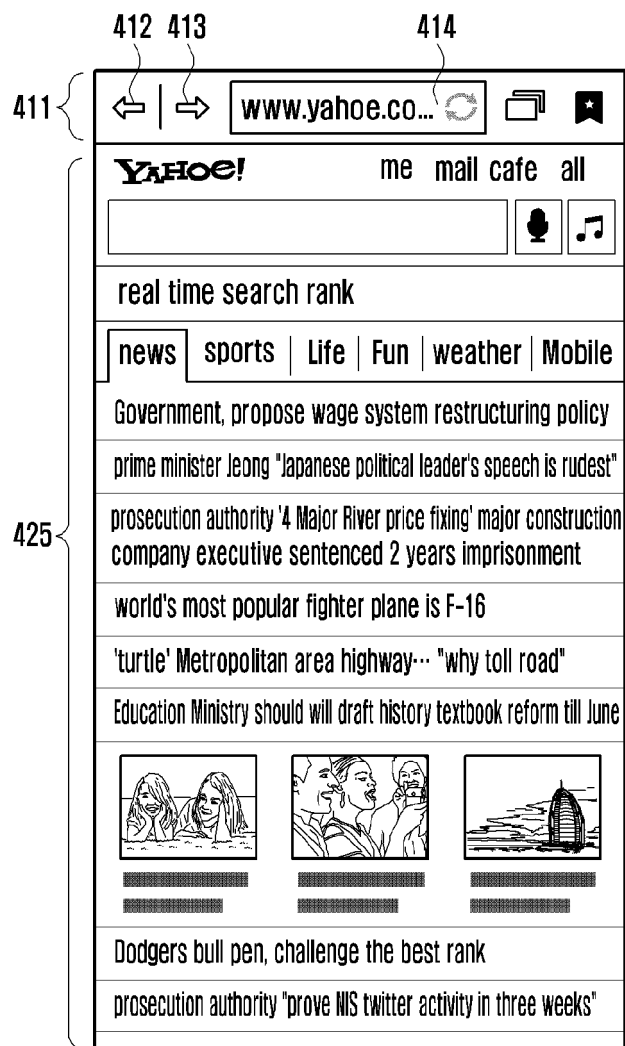 412 413 414
411
www.yahoe.co...
YAHOE! me mail cafe all
real time search rank
news sports Life Fun weather Mobile
Government, propose wage system restructuring policy
prime minister Jeong "Japanese political leader's speech is rudest"
prosecution authority '4 Major River price fixing' major construction
425
company executive sentenced 2 years imprisonment
world's most popular fighter plane is F-16
'turtle' Metropolitan area highway··· "why toll road"
Education Ministry should will draft history textbook reform till June
Dodgers bull pen, challenge the best rank
prosecution authority "prove NIS twitter activity in three weeks"